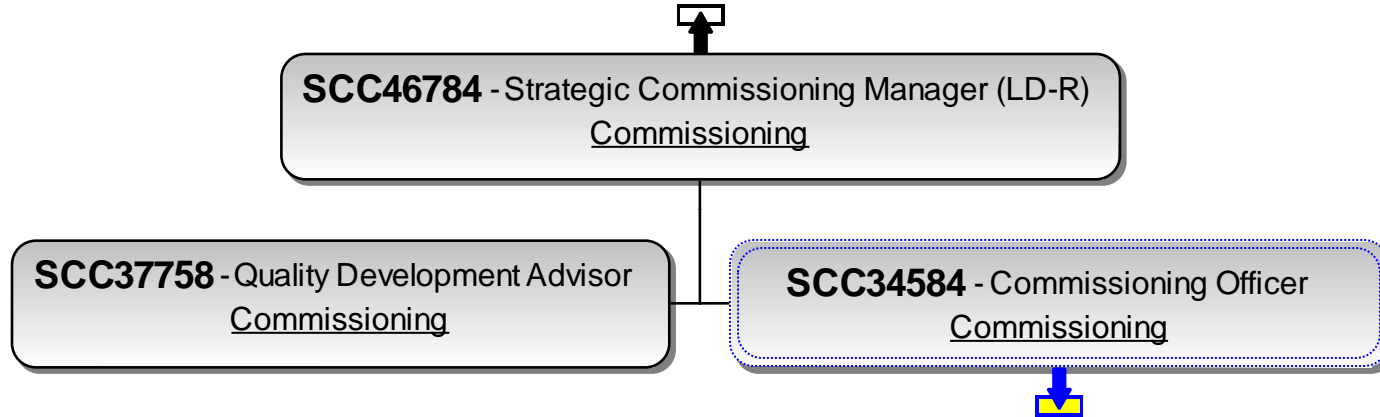 SCC46784 - Strategic Commissioning Manager (LD-R)
Commissioning
SCC37758 - Quality Development Advisor
Commissioning
SCC34584 - Commissioning Officer
Commissioning